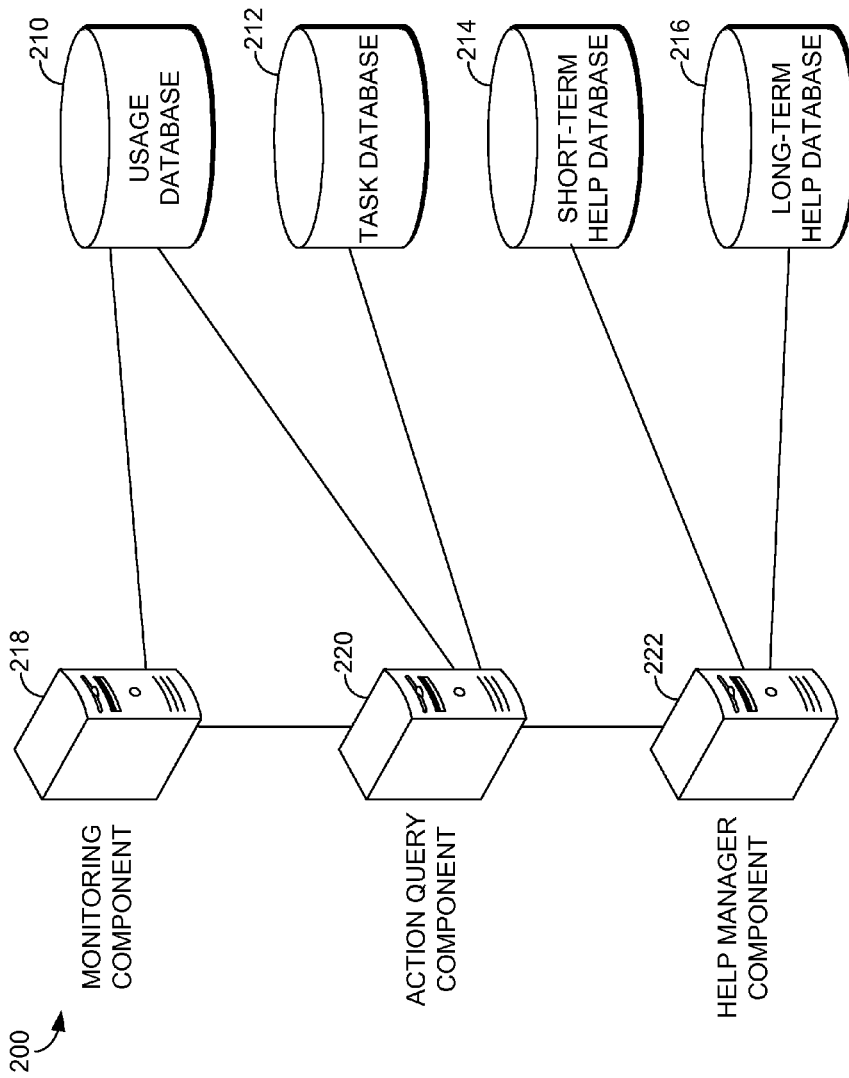 200
MONITORING
COMPONENT
218
210
USAGE
DATABASE
ACTION QUERY
COMPONENT
220
212
TASK DATABASE
HELP MANAGER
COMPONENT
222
214
SHORT-TERM
HELP DATABASE
216
LONG-TERM
HELP DATABASE